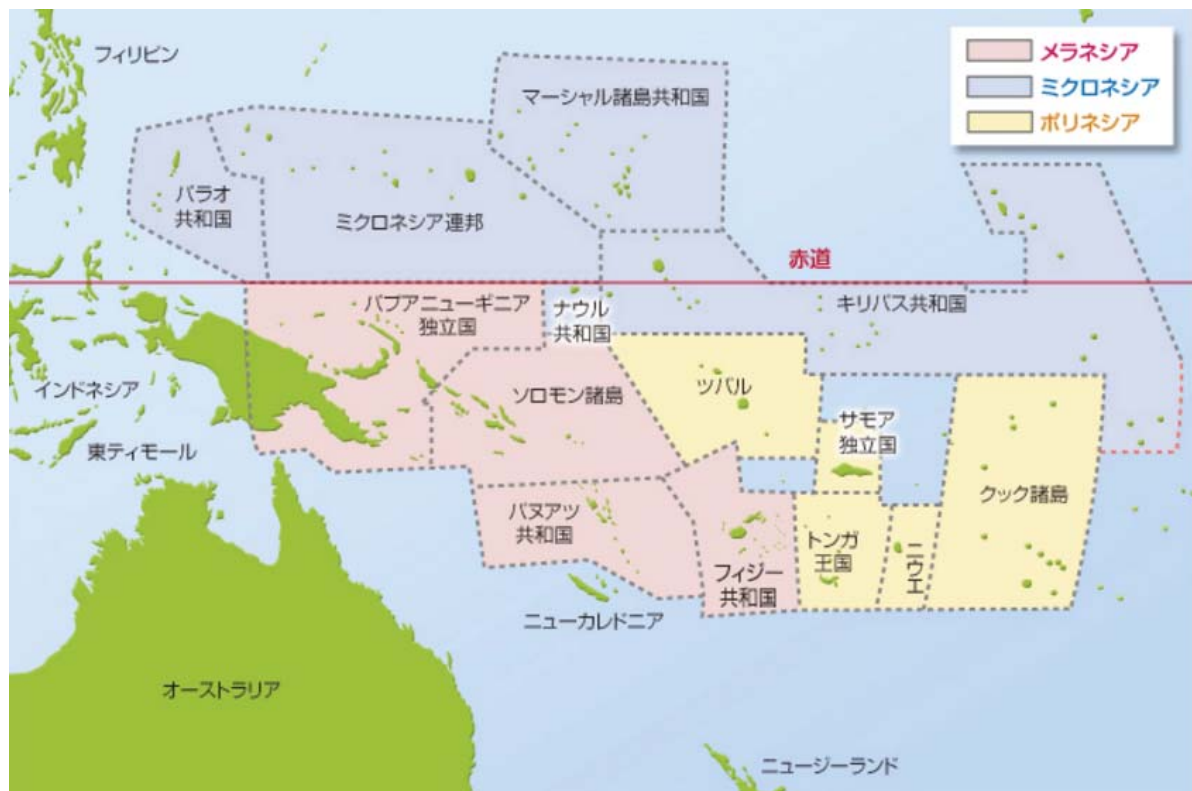 フィリピン
メラネシア
ミクロネシア
ポリネシア
マーシャル諸島共和国
パラオ
共和国
ミクロネシア連邦
赤道
パプアニューギニア
独立国
ナウル
共和国
キリバス共和国
インドネシア
ソロモン諸島
ツバル
サモア
独立国
東ティモール
クック諸島
バヌアツ
共和国
トンガ
王国
ニウエ
フィジー
共和国
ニューカレドニア
オーストラリア
ニュージーランド